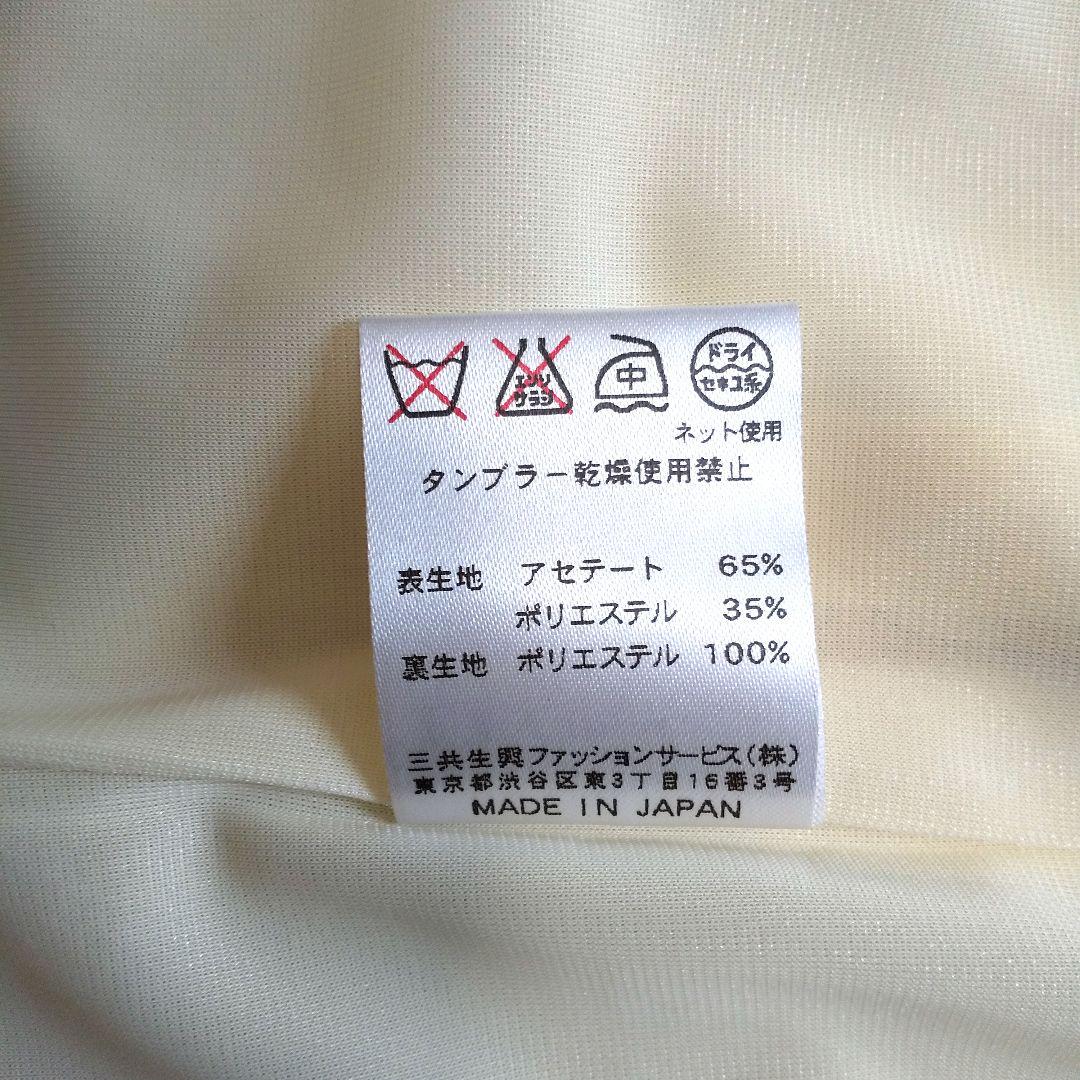 エンソ
サラシ
中
ドライ
セキユ系
ネット使用
タンブラー乾燥使用禁止
表生地 アセテート 65%
ポリエステル 35%
裏生地 ポリエステル 100%
三共生興ファッションサービス(株)
東京都渋谷区東3丁目16番3号
MADE IN JAPAN